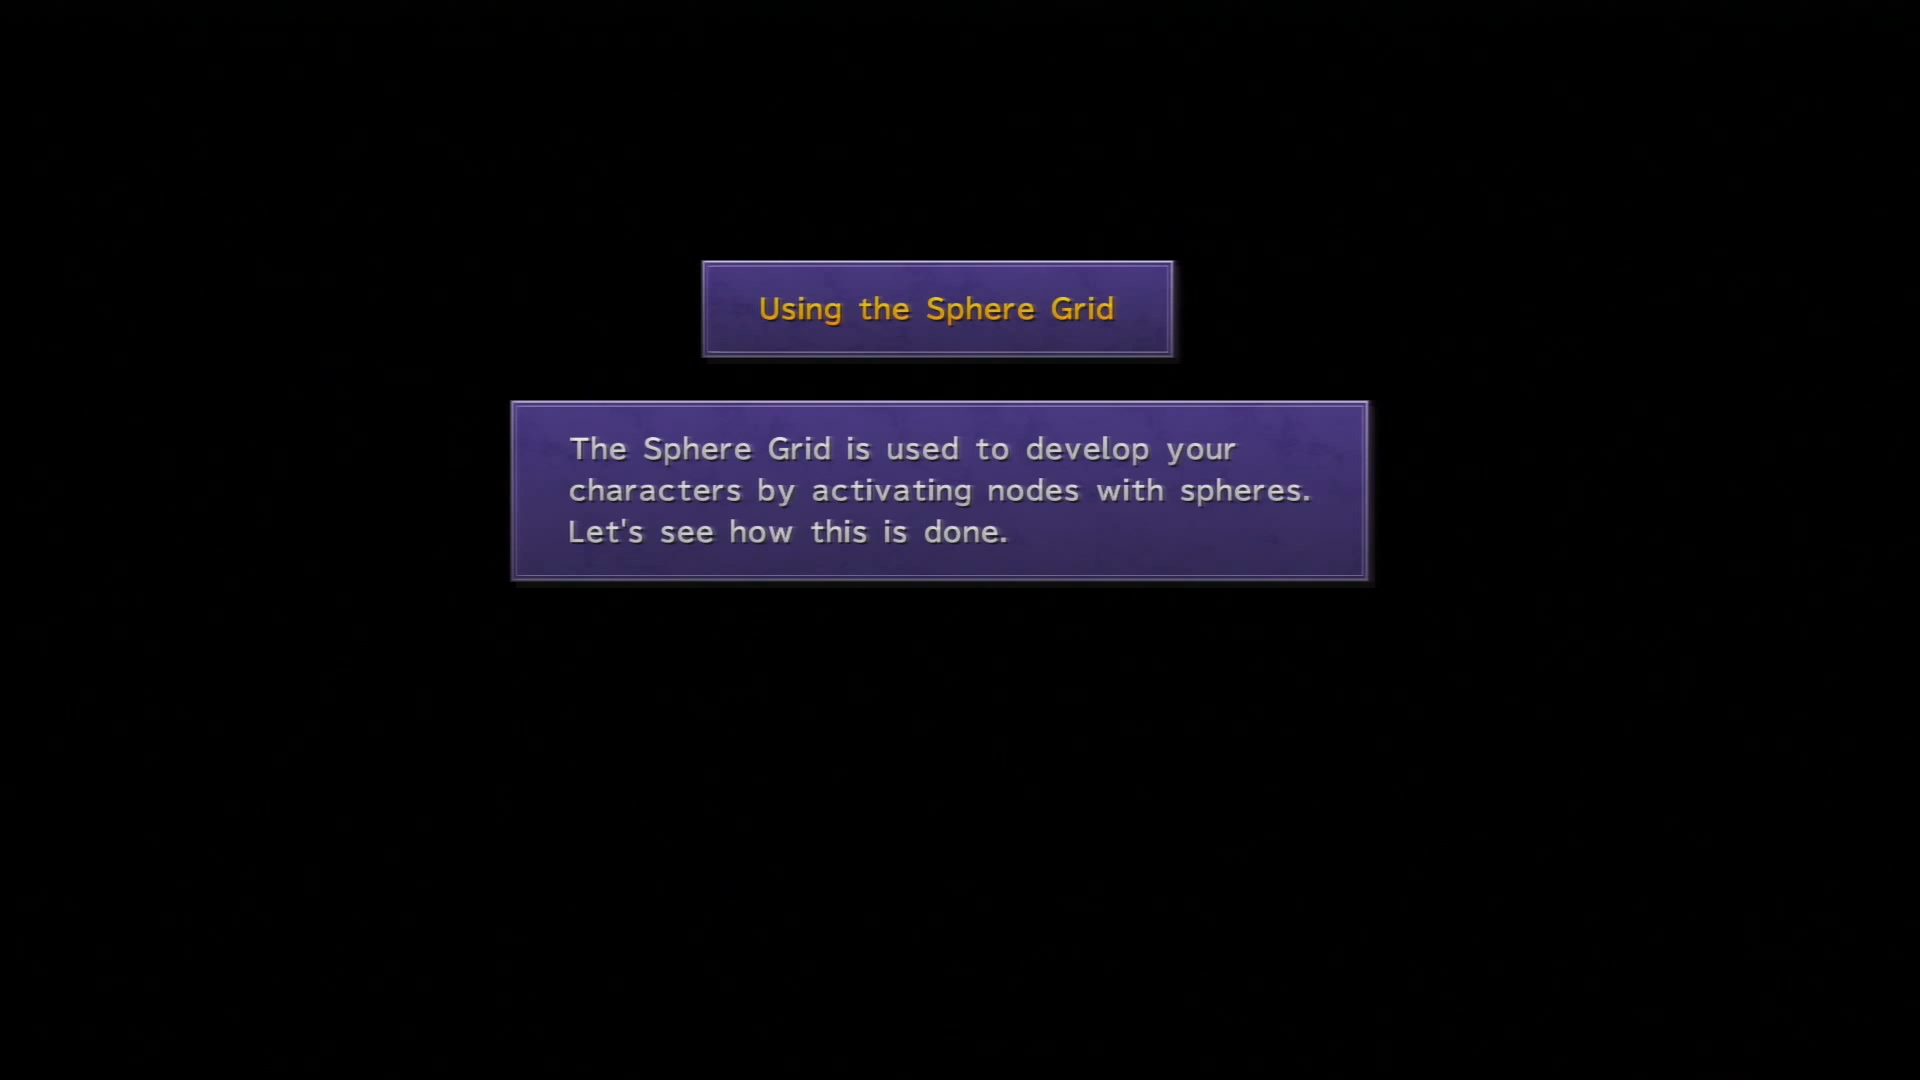 Using the Sphere Grid
The Sphere Grid is used to develop your
characters by activating nodes with spheres.
Let's see how this is done.